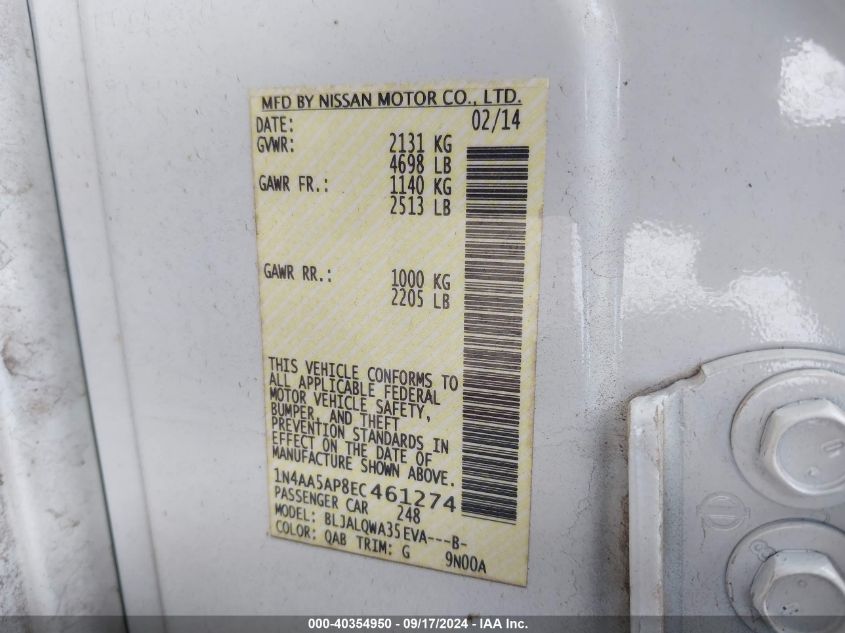 MFD BY NISSAN MOTOR CO., LTD.
DATE: 02/14
GVWR: 2131 KG
4698 LB
GAWR FR.: 1140 KG
2513 LB
GAWR RR.: 1000 KG
2205 LB
THIS VEHICLE CONFORMS TO
ALL APPLICABLE FEDERAL
MOTOR VEHICLE SAFETY,
BUMPER, AND THEFT
PREVENTION STANDARDS IN
EFFECT ON THE DATE OF
MANUFACTURE SHOWN ABOVE.
1N4AA5AP8EC461274
PASSENGER CAR 248
MODEL: BLJALQWA35EVA---B-
COLOR: QAB TRIM: G 9N00A
000-40354950 - 09/17/2024 - IAA Inc.